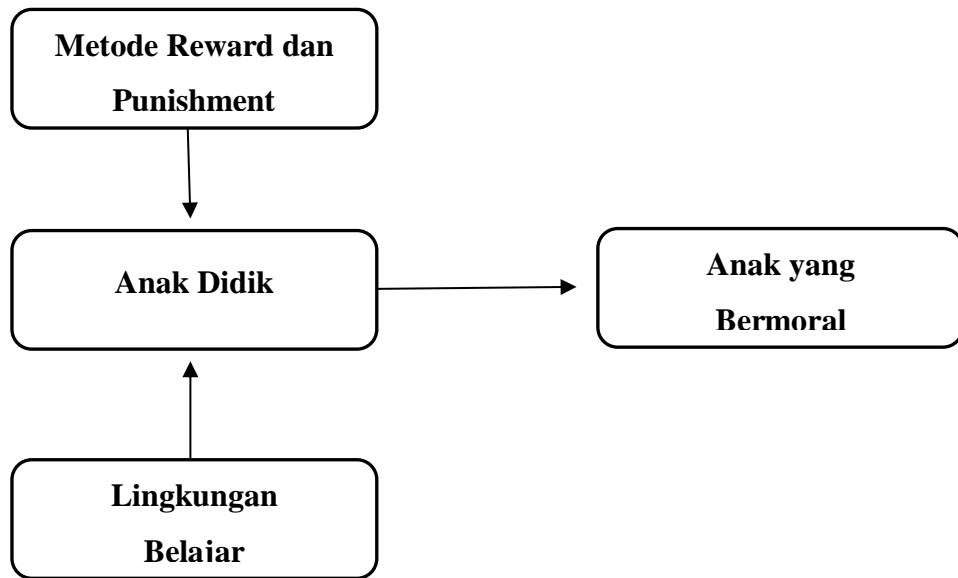 Metode Reward dan
Punishment
Anak Didik
Anak yang
Bermoral
Lingkungan
Belajar